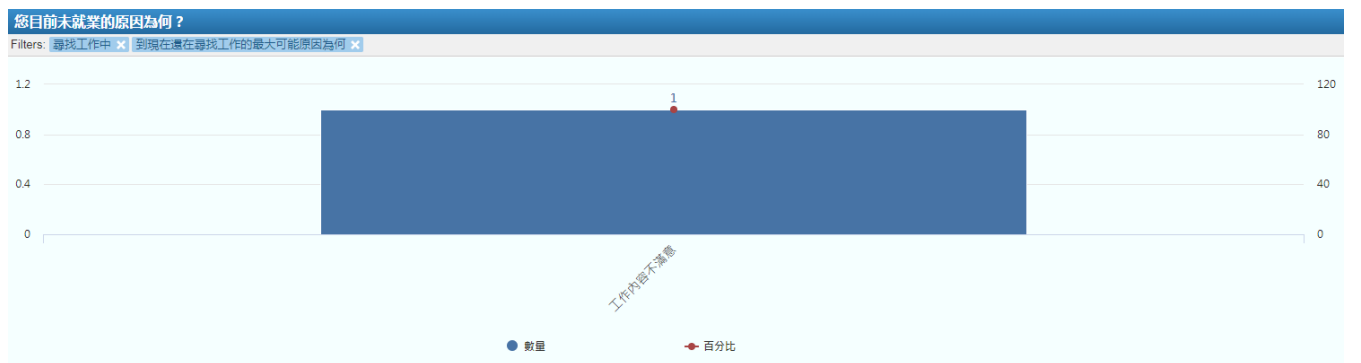 您目前未就業的原因為何？
Filters: 尋找工作中 × 到現在還在尋找工作的最大可能原因為何 ×
1.2 120
1
0.8 80
0.4 40
0 0
工作內容不滿意
數量 百分比